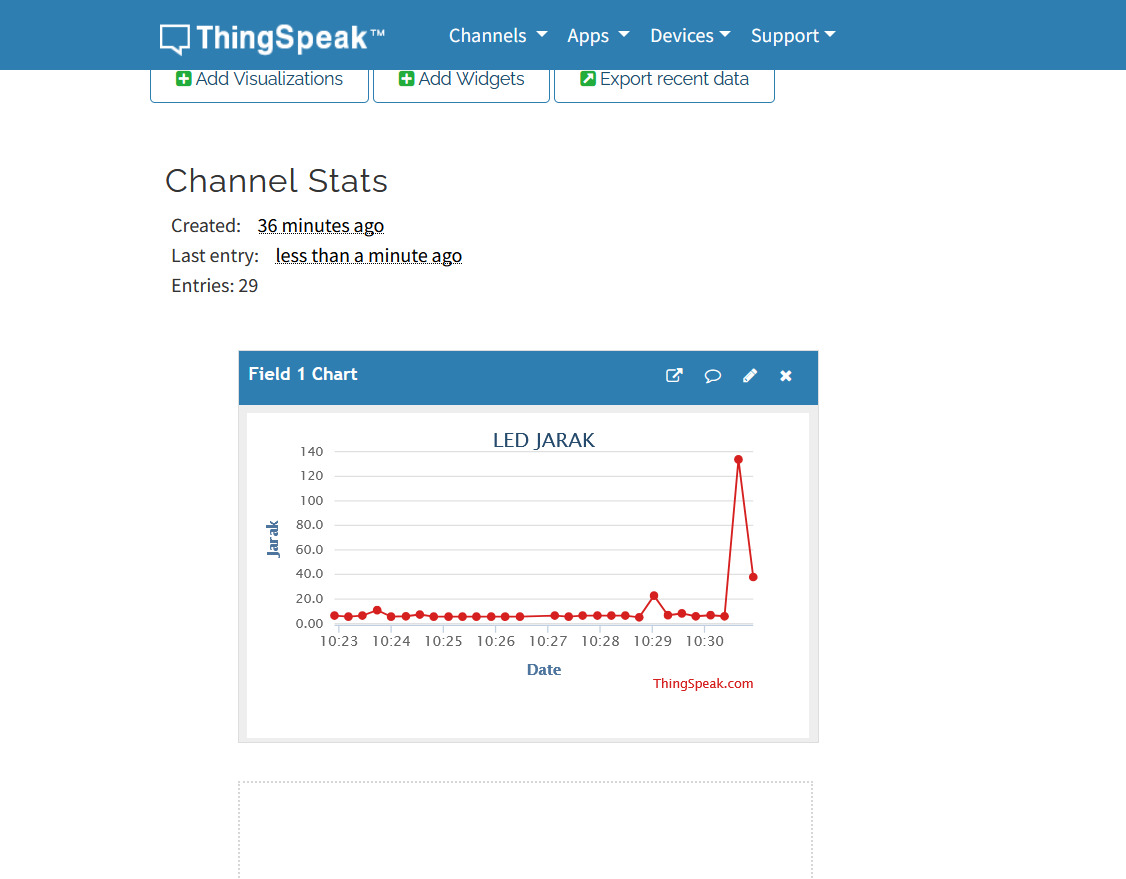 ThingSpeak™ Channels Apps Devices Support
Add Visualizations Add Widgets Export recent data
Channel Stats
Created: 36 minutes ago
Last entry: less than a minute ago
Entries: 29
Field 1 Chart
LED JARAK
Jarak
140
120
100
80.0
60.0
40.0
20.0
0.00
10:23 10:24 10:25 10:26 10:27 10:28 10:29 10:30
Date
ThingSpeak.com